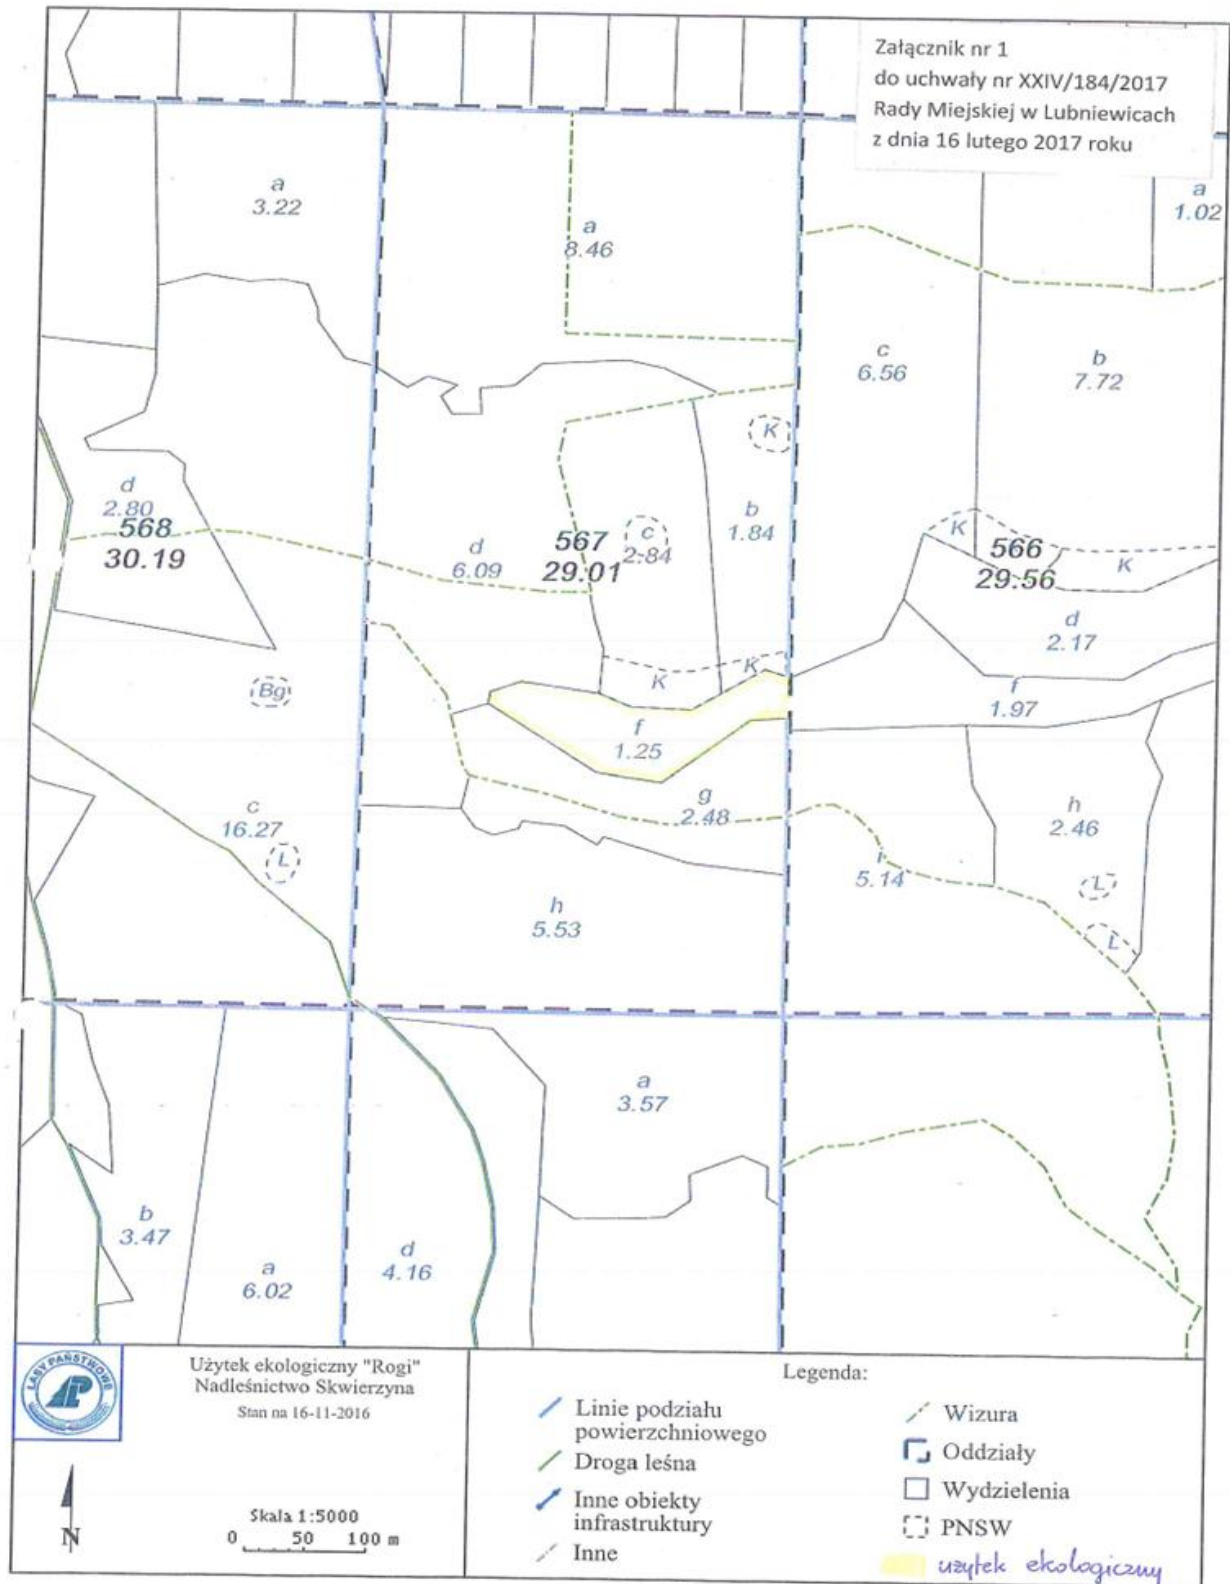 Załącznik nr 1
do uchwały nr XXIV/184/2017
Rady Miejskiej w Lubniewicach
z dnia 16 lutego 2017 roku
a
3.22
a
8.46
a
1.02
c
6.56
b
7.72
K
d
2.80
568
30.19
d
6.09
567
29.01
c
2.84
b
1.84
K
566
29.56
K
d
2.17
K
K
Bg
f
1.97
f
1.25
c
16.27
L
g
2.48
h
2.46
i
5.14
L
L
h
5.53
a
3.57
b
3.47
a
6.02
d
4.16
LASY PAŃSTWOWE
Użytek ekologiczny "Rogi"
Nadleśnictwo Skwierzyna
Stan na 16-11-2016
N
Skala 1:5000
0 50 100 m
Legenda:
Linie podziału
powierzchniowego
Droga leśna
Inne obiekty
infrastruktury
Inne
Wizura
Oddziały
Wydzielenia
PNSW
użytek ekologiczny